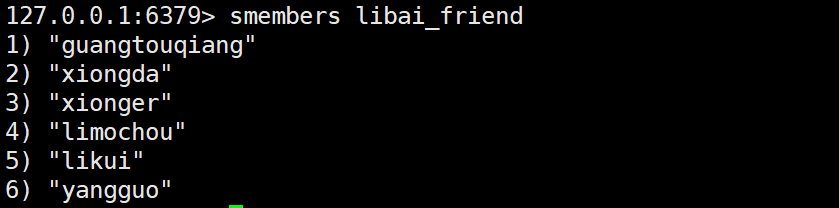 127.0.0.1:6379> smembers libai_friend
1) "guangtouqiang"
2) "xiongda"
3) "xionger"
4) "limochou"
5) "likui"
6) "yangguo"